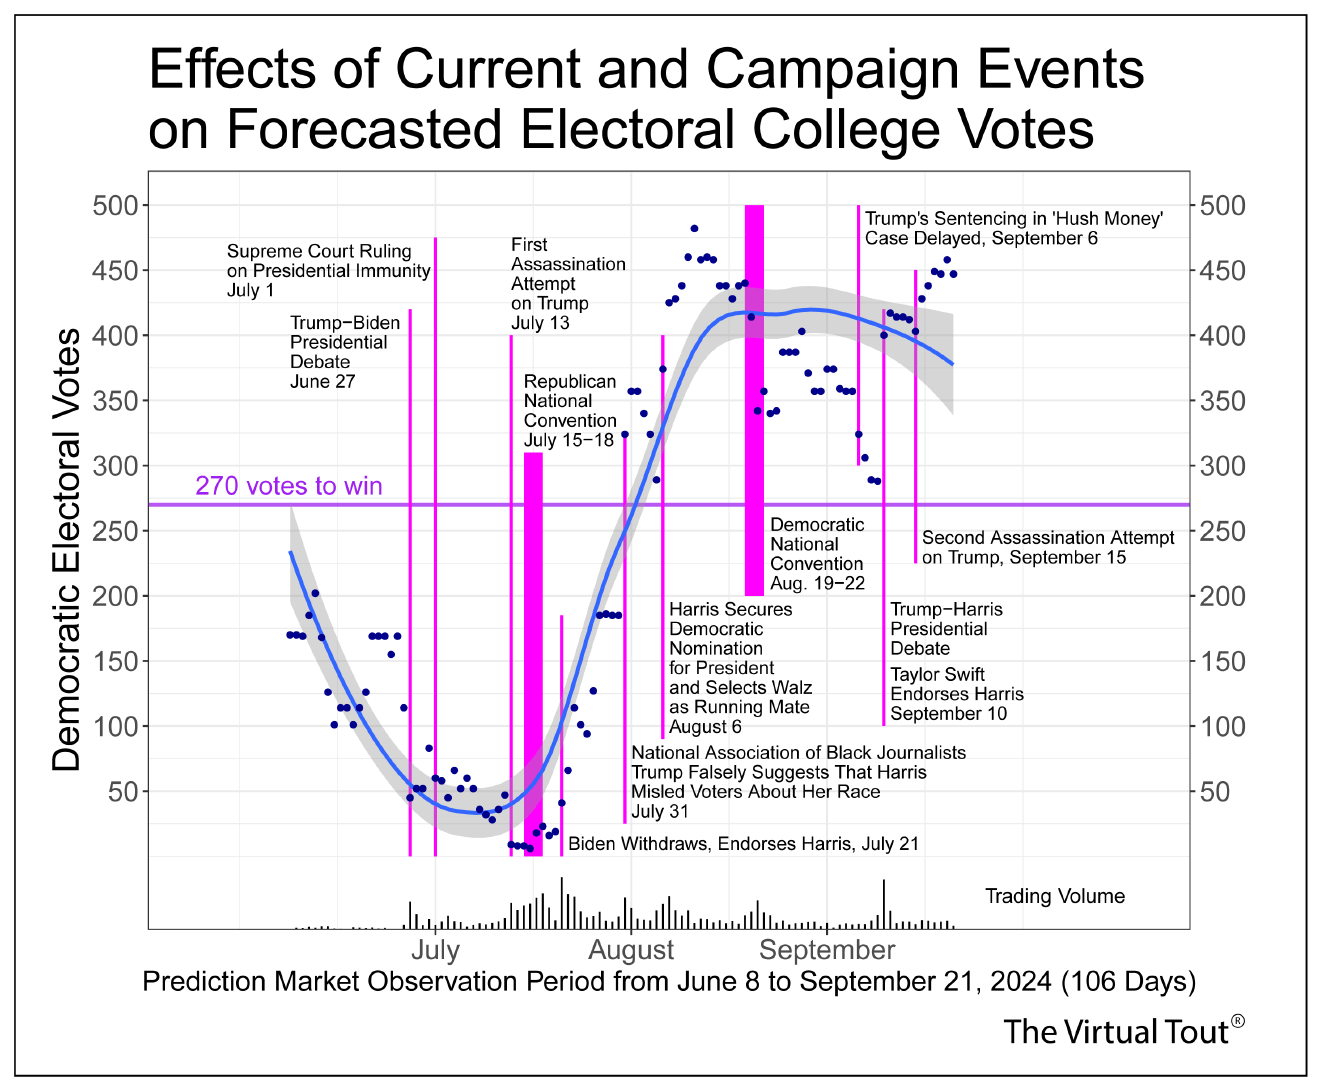 Effects of Current and Campaign Events
on Forecasted Electoral College Votes
Democratic Electoral Votes
500
450
400
350
300
250
200
150
100
50
500
450
400
350
300
250
200
150
100
50
270 votes to win
Supreme Court Ruling
on Presidential Immunity
July 1
Trump−Biden
Presidential
Debate
June 27
First
Assassination
Attempt
on Trump
July 13
Republican
National
Convention
July 15−18
Trump's Sentencing in 'Hush Money'
Case Delayed, September 6
Democratic
National
Convention
Aug. 19−22
Second Assassination Attempt
on Trump, September 15
Harris Secures
Democratic
Nomination
for President
and Selects Walz
as Running Mate
August 6
Trump−Harris
Presidential
Debate
Taylor Swift
Endorses Harris
September 10
National Association of Black Journalists
Trump Falsely Suggests That Harris
Misled Voters About Her Race
July 31
Biden Withdraws, Endorses Harris, July 21
Trading Volume
July August September
Prediction Market Observation Period from June 8 to September 21, 2024 (106 Days)
The Virtual Tout®